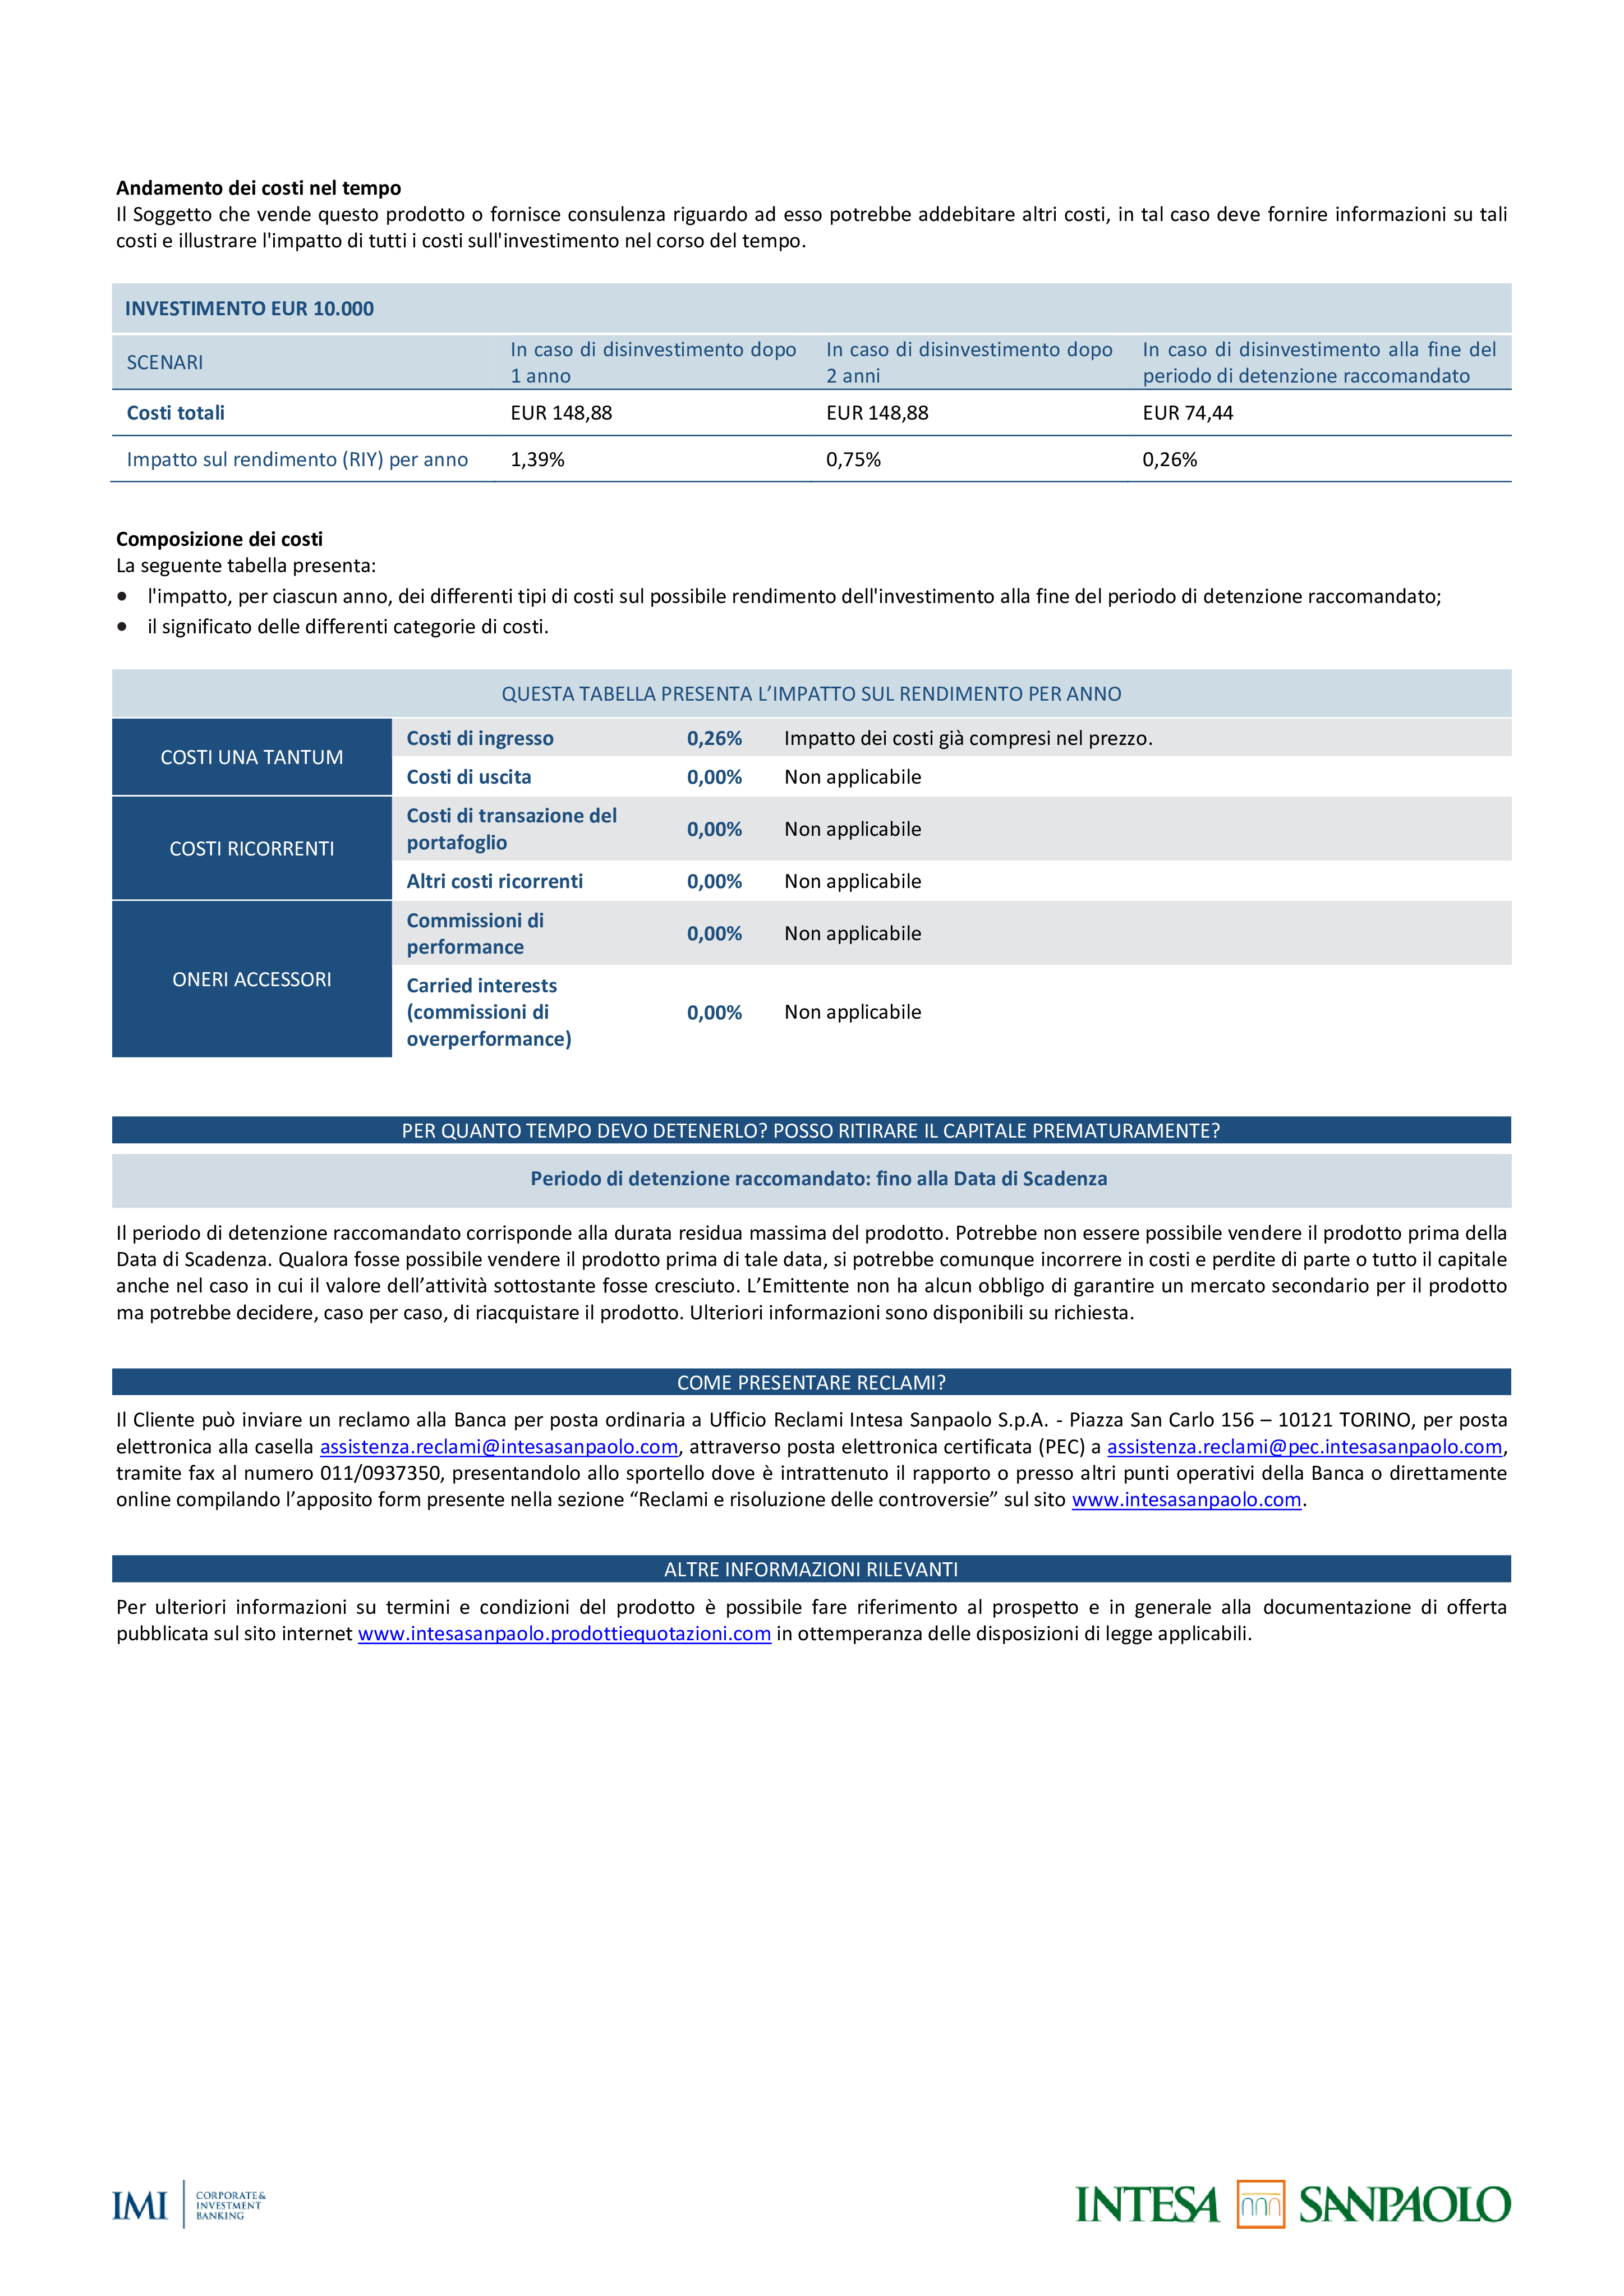 Andamento dei costi nel tempo
Il Soggetto che vende questo prodotto o fornisce consulenza riguardo ad esso potrebbe addebitare altri costi, in tal caso deve fornire informazioni su tali
costi e illustrare l'impatto di tutti i costi sull'investimento nel corso del tempo.
INVESTIMENTO EUR 10.000
SCENARI
In caso di disinvestimento dopo
1 anno
In caso di disinvestimento dopo
2 anni
In caso di disinvestimento alla fine del
periodo di detenzione raccomandato
Costi totali EUR 148,88 EUR 148,88 EUR 74,44
Impatto sul rendimento (RIY) per anno 1,39% 0,75% 0,26%
Composizione dei costi
La seguente tabella presenta:
• l'impatto, per ciascun anno, dei differenti tipi di costi sul possibile rendimento dell'investimento alla fine del periodo di detenzione raccomandato;
• il significato delle differenti categorie di costi.
QUESTA TABELLA PRESENTA L’IMPATTO SUL RENDIMENTO PER ANNO
COSTI UNA TANTUM
Costi di ingresso 0,26% Impatto dei costi già compresi nel prezzo.
Costi di uscita 0,00% Non applicabile
COSTI RICORRENTI
Costi di transazione del
portafoglio
0,00% Non applicabile
Altri costi ricorrenti 0,00% Non applicabile
ONERI ACCESSORI
Commissioni di
performance
0,00% Non applicabile
Carried interests
(commissioni di
overperformance)
0,00% Non applicabile
PER QUANTO TEMPO DEVO DETENERLO? POSSO RITIRARE IL CAPITALE PREMATURAMENTE?
Periodo di detenzione raccomandato: fino alla Data di Scadenza
Il periodo di detenzione raccomandato corrisponde alla durata residua massima del prodotto. Potrebbe non essere possibile vendere il prodotto prima della
Data di Scadenza. Qualora fosse possibile vendere il prodotto prima di tale data, si potrebbe comunque incorrere in costi e perdite di parte o tutto il capitale
anche nel caso in cui il valore dell’attività sottostante fosse cresciuto. L’Emittente non ha alcun obbligo di garantire un mercato secondario per il prodotto
ma potrebbe decidere, caso per caso, di riacquistare il prodotto. Ulteriori informazioni sono disponibili su richiesta.
COME PRESENTARE RECLAMI?
Il Cliente può inviare un reclamo alla Banca per posta ordinaria a Ufficio Reclami Intesa Sanpaolo S.p.A. - Piazza San Carlo 156 – 10121 TORINO, per posta
elettronica alla casella assistenza.reclami@intesasanpaolo.com, attraverso posta elettronica certificata (PEC) a assistenza.reclami@pec.intesasanpaolo.com,
tramite fax al numero 011/0937350, presentandolo allo sportello dove è intrattenuto il rapporto o presso altri punti operativi della Banca o direttamente
online compilando l’apposito form presente nella sezione “Reclami e risoluzione delle controversie” sul sito www.intesasanpaolo.com.
ALTRE INFORMAZIONI RILEVANTI
Per ulteriori informazioni su termini e condizioni del prodotto è possibile fare riferimento al prospetto e in generale alla documentazione di offerta
pubblicata sul sito internet www.intesasanpaolo.prodottiequotazioni.com in ottemperanza delle disposizioni di legge applicabili.
IMI
CORPORATE &
INVESTMENT
BANKING
INTESA SANPAOLO